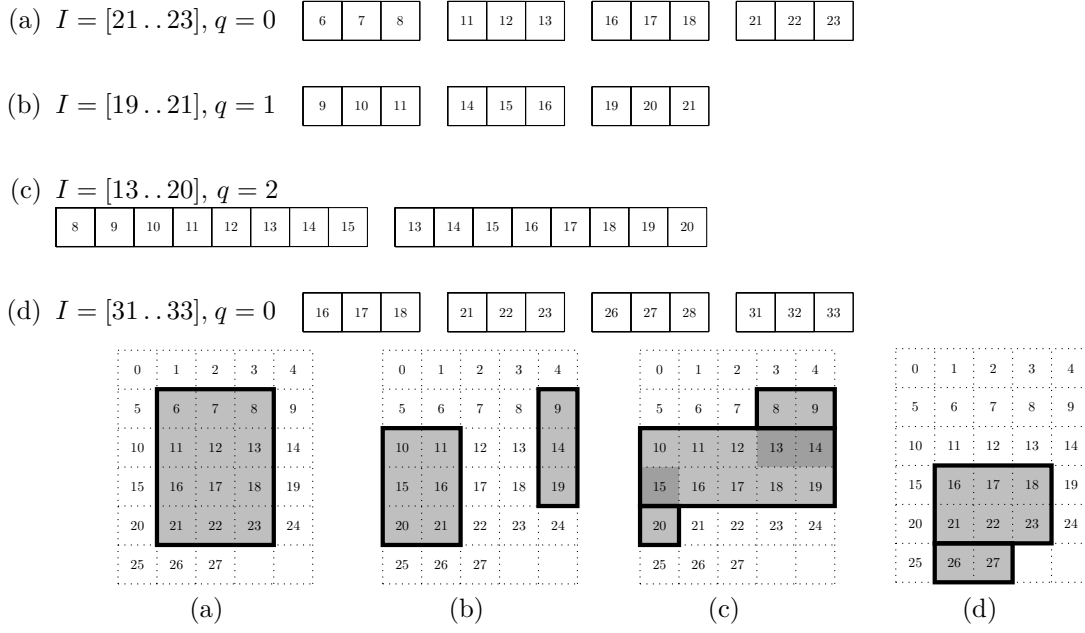 (a) I = [21 . . 23], q = 0 6 7 8 11 12 13 16 17 18 21 22 23
(b) I = [19 . . 21], q = 1 9 10 11 14 15 16 19 20 21
(c) I = [13 . . 20], q = 2
8 9 10 11 12 13 14 15 13 14 15 16 17 18 19 20
(d) I = [31 . . 33], q = 0 16 17 18 21 22 23 26 27 28 31 32 33
0 1 2 3 4
5 6 7 8 9
10 11 12 13 14
15 16 17 18 19
20 21 22 23 24
25 26 27
(a)
0 1 2 3 4
5 6 7 8 9
10 11 12 13 14
15 16 17 18 19
20 21 22 23 24
25 26 27
(b)
0 1 2 3 4
5 6 7 8 9
10 11 12 13 14
15 16 17 18 19
20 21 22 23 24
25 26 27
(c)
0 1 2 3 4
5 6 7 8 9
10 11 12 13 14
15 16 17 18 19
20 21 22 23 24
25 26 27
(d)